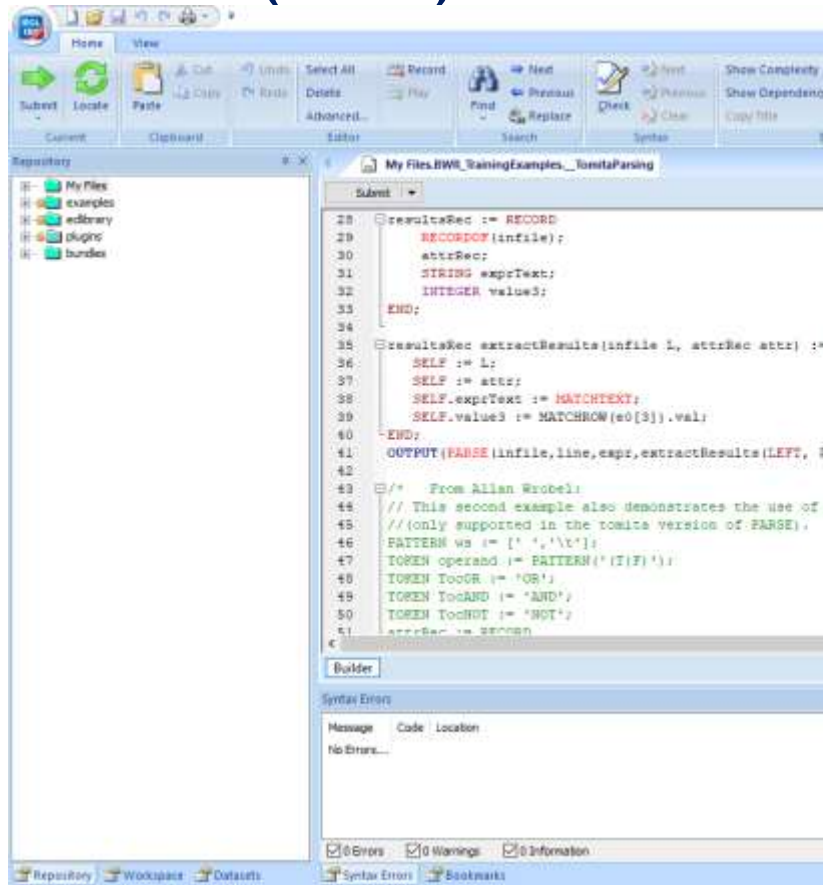 Home View
Submit Locate Paste Cut Copy Undo Redo Select All Delete Advanced... Record Play Find Next Previous Replace Check Next Previous Clear Show Complexity Show Dependenc Copy Title
Current Clipboard Editor Search Syntax
Repository
My Files
examples
ecllibrary
plugins
bundles
My Files.BWR_TrainingExamples.__TomitaParsing
Submit
28 resultsRec := RECORD
29 RECORDOF(infile);
30 attrRec;
31 STRING exprText;
32 INTEGER value3;
33 END;
34
35 resultsRec extractResults(infile L, attrRec attr) :=
36 SELF := L;
37 SELF := attr;
38 SELF.exprText := MATCHTEXT;
39 SELF.value3 := MATCHROW(e0[3]).val;
40 END;
41 OUTPUT(PARSE(infile,line,expr,extractResults(LEFT,
42
43 /* From Allan Wrobel:
44 // This second example also demonstrates the use of
45 //(only supported in the tomita version of PARSE).
46 PATTERN ws := [' ','\t'];
47 TOKEN operand := PATTERN('(T|F)');
48 TOKEN TocOR := 'OR';
49 TOKEN TocAND := 'AND';
50 TOKEN TocNOT := 'NOT';
51 attrRec := RECORD
Builder
Syntax Errors
Message Code Location
No Errors....
0 Errors 0 Warnings 0 Information
Repository Workspace Datasets Syntax Errors Bookmarks